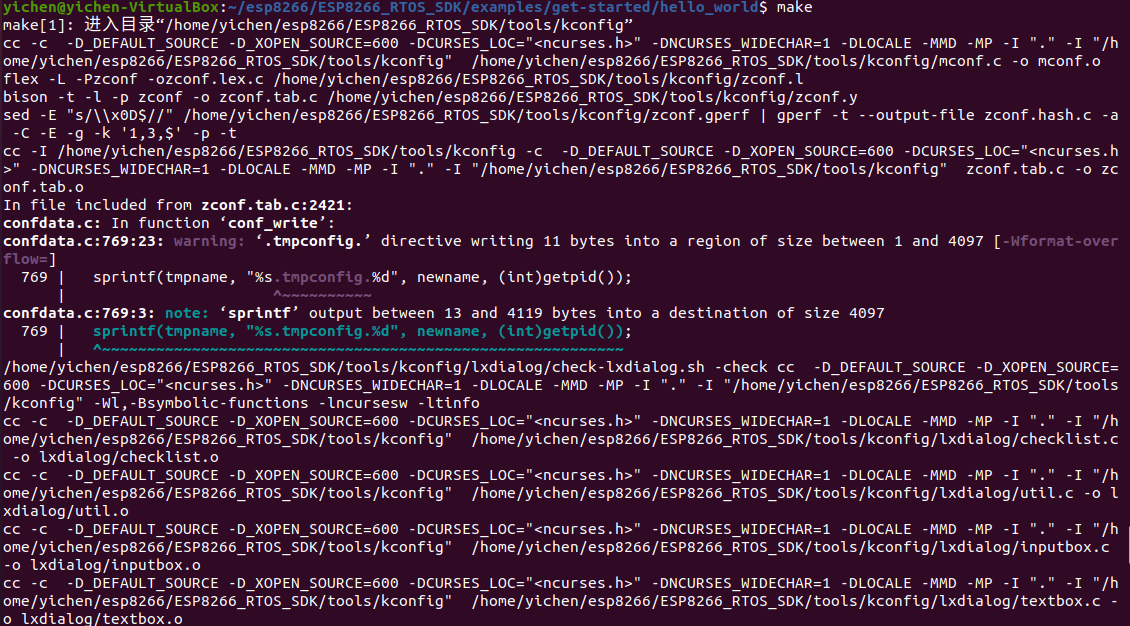 yichen@yichen-VirtualBox:~/esp8266/ESP8266_RTOS_SDK/examples/get-started/hello_world$ make
make[1]: 进入目录“/home/yichen/esp8266/ESP8266_RTOS_SDK/tools/kconfig”
cc -c  -D_DEFAULT_SOURCE -D_XOPEN_SOURCE=600 -DCURSES_LOC="<ncurses.h>" -DNCURSES_WIDECHAR=1 -DLOCALE -MMD -MP -I "." -I "/h
ome/yichen/esp8266/ESP8266_RTOS_SDK/tools/kconfig"  /home/yichen/esp8266/ESP8266_RTOS_SDK/tools/kconfig/mconf.c -o mconf.o
flex -L -Pzconf -ozconf.lex.c /home/yichen/esp8266/ESP8266_RTOS_SDK/tools/kconfig/zconf.l
bison -t -l -p zconf -o zconf.tab.c /home/yichen/esp8266/ESP8266_RTOS_SDK/tools/kconfig/zconf.y
sed -E "s/\\x0D$//" /home/yichen/esp8266/ESP8266_RTOS_SDK/tools/kconfig/zconf.gperf | gperf -t --output-file zconf.hash.c -a
 -C -E -g -k '1,3,$' -p -t
cc -I /home/yichen/esp8266/ESP8266_RTOS_SDK/tools/kconfig -c  -D_DEFAULT_SOURCE -D_XOPEN_SOURCE=600 -DCURSES_LOC="<ncurses.h
>" -DNCURSES_WIDECHAR=1 -DLOCALE -MMD -MP -I "." -I "/home/yichen/esp8266/ESP8266_RTOS_SDK/tools/kconfig"  zconf.tab.c -o zc
onf.tab.o
In file included from zconf.tab.c:2421:
confdata.c: In function ‘conf_write’:
confdata.c:769:23: warning: ‘.tmpconfig.’ directive writing 11 bytes into a region of size between 1 and 4097 [-Wformat-over
flow=]
  769 |   sprintf(tmpname, "%s.tmpconfig.%d", newname, (int)getpid());
      |                       ^~~~~~~~~~~
confdata.c:769:3: note: ‘sprintf’ output between 13 and 4119 bytes into a destination of size 4097
  769 |   sprintf(tmpname, "%s.tmpconfig.%d", newname, (int)getpid());
      |   ^~~~~~~~~~~~~~~~~~~~~~~~~~~~~~~~~~~~~~~~~~~~~~~~~~~~~~~~~~~
/home/yichen/esp8266/ESP8266_RTOS_SDK/tools/kconfig/lxdialog/check-lxdialog.sh -check cc  -D_DEFAULT_SOURCE -D_XOPEN_SOURCE=
600 -DCURSES_LOC="<ncurses.h>" -DNCURSES_WIDECHAR=1 -DLOCALE -MMD -MP -I "." -I "/home/yichen/esp8266/ESP8266_RTOS_SDK/tools
/kconfig" -Wl,-Bsymbolic-functions -lncursesw -ltinfo
cc -c  -D_DEFAULT_SOURCE -D_XOPEN_SOURCE=600 -DCURSES_LOC="<ncurses.h>" -DNCURSES_WIDECHAR=1 -DLOCALE -MMD -MP -I "." -I "/h
ome/yichen/esp8266/ESP8266_RTOS_SDK/tools/kconfig"  /home/yichen/esp8266/ESP8266_RTOS_SDK/tools/kconfig/lxdialog/checklist.c
 -o lxdialog/checklist.o
cc -c  -D_DEFAULT_SOURCE -D_XOPEN_SOURCE=600 -DCURSES_LOC="<ncurses.h>" -DNCURSES_WIDECHAR=1 -DLOCALE -MMD -MP -I "." -I "/h
ome/yichen/esp8266/ESP8266_RTOS_SDK/tools/kconfig"  /home/yichen/esp8266/ESP8266_RTOS_SDK/tools/kconfig/lxdialog/util.c -o l
xdialog/util.o
cc -c  -D_DEFAULT_SOURCE -D_XOPEN_SOURCE=600 -DCURSES_LOC="<ncurses.h>" -DNCURSES_WIDECHAR=1 -DLOCALE -MMD -MP -I "." -I "/h
ome/yichen/esp8266/ESP8266_RTOS_SDK/tools/kconfig"  /home/yichen/esp8266/ESP8266_RTOS_SDK/tools/kconfig/lxdialog/inputbox.c 
-o lxdialog/inputbox.o
cc -c  -D_DEFAULT_SOURCE -D_XOPEN_SOURCE=600 -DCURSES_LOC="<ncurses.h>" -DNCURSES_WIDECHAR=1 -DLOCALE -MMD -MP -I "." -I "/h
ome/yichen/esp8266/ESP8266_RTOS_SDK/tools/kconfig"  /home/yichen/esp8266/ESP8266_RTOS_SDK/tools/kconfig/lxdialog/textbox.c -
o lxdialog/textbox.o